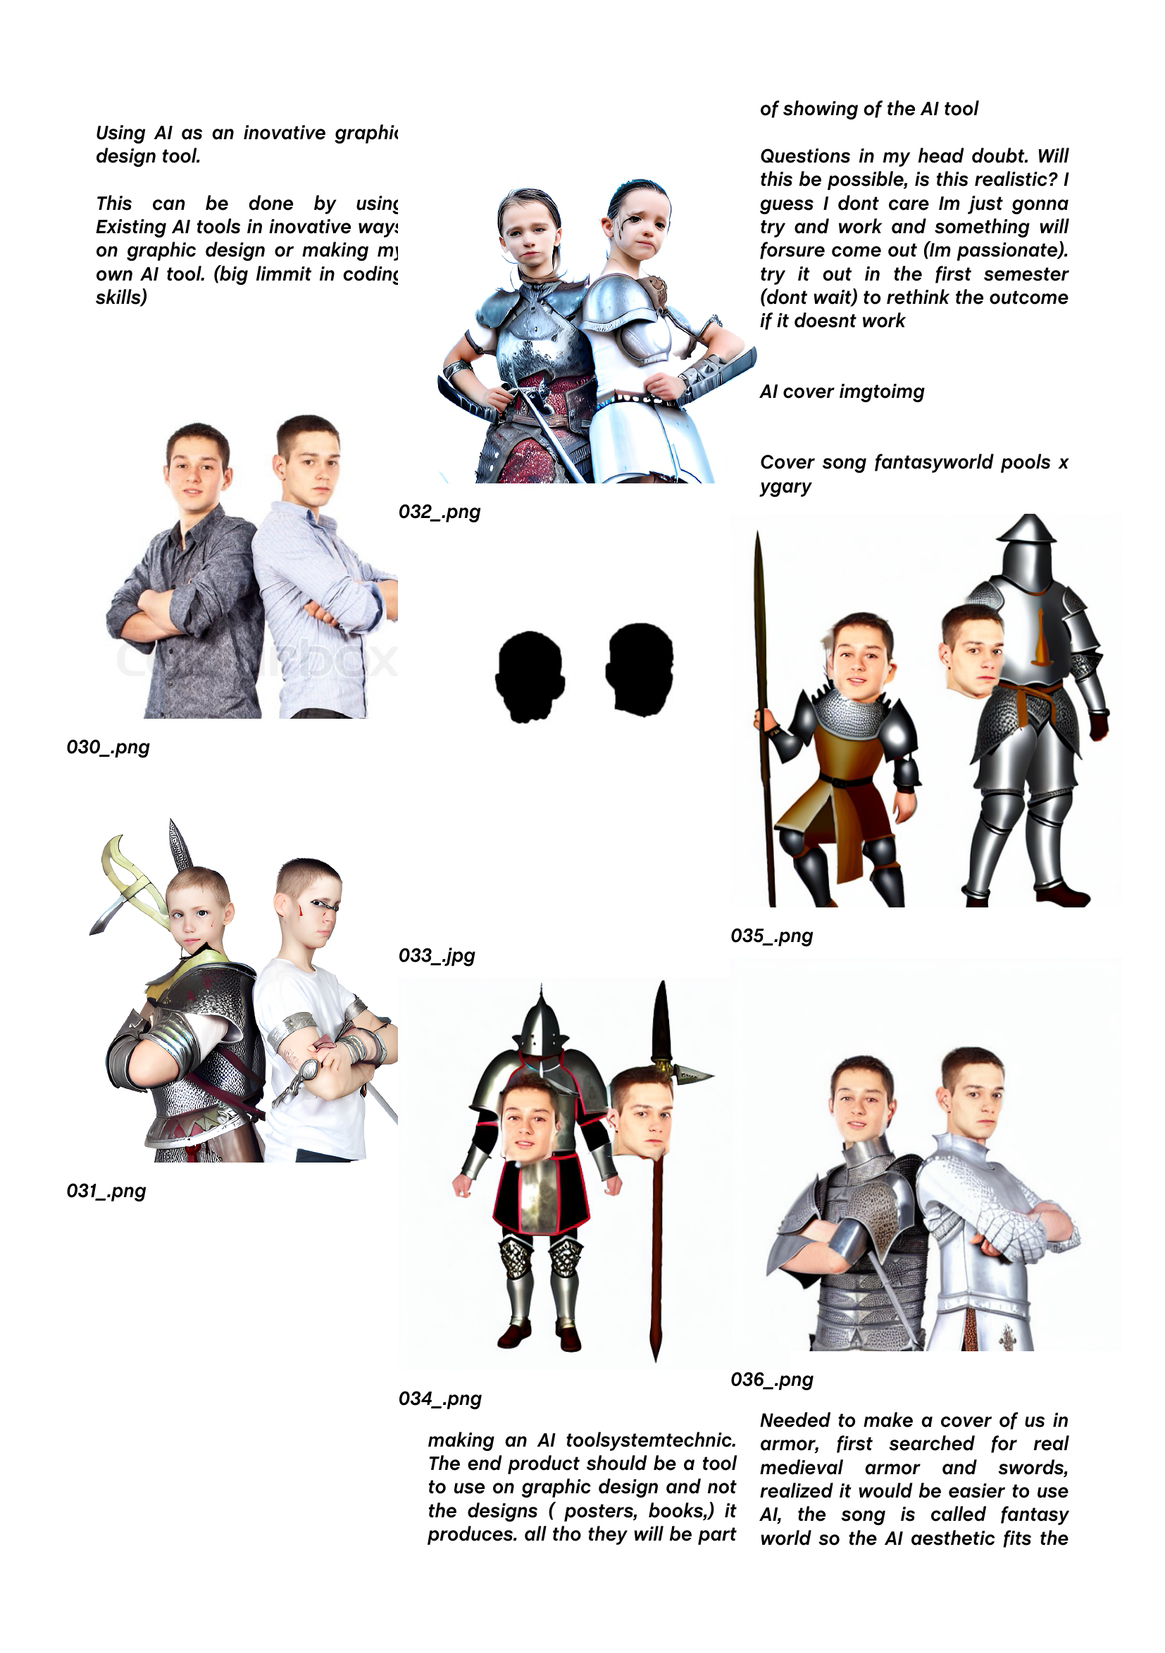 Using AI as an inovative graphic
design tool.
This can be done by using
Existing AI tools in inovative ways
on graphic design or making my
own AI tool. (big limmit in coding
skills)
030_.png
031_.png
032_.png
033_.jpg
034_.png
making an AI toolsystemtechnic.
The end product should be a tool
to use on graphic design and not
the designs ( posters, books,) it
produces. all tho they will be part
of showing of the AI tool
Questions in my head doubt. Will
this be possible, is this realistic? I
guess I dont care Im just gonna
try and work and something will
forsure come out (Im passionate).
try it out in the first semester
(dont wait) to rethink the outcome
if it doesnt work
AI cover imgtoimg
Cover song fantasyworld pools x
ygary
035_.png
036_.png
Needed to make a cover of us in
armor, first searched for real
medieval armor and swords,
realized it would be easier to use
AI, the song is called fantasy
world so the AI aesthetic fits the